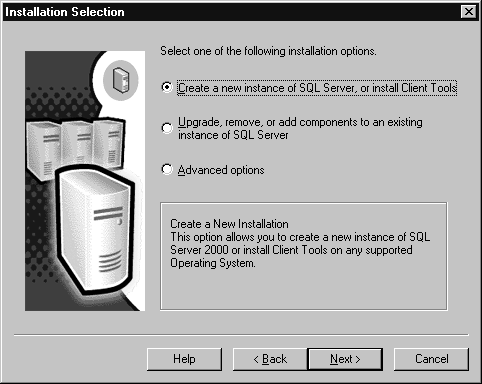 Installation Selection
Select one of the following installation options.
Create a new instance of SQL Server, or install Client Tools
Upgrade, remove, or add components to an existing
instance of SQL Server
Advanced options
Create a New Installation
This option allows you to create a new instance of SQL
Server 2000 or install Client Tools on any supported
Operating System.
Help
< Back
Next >
Cancel